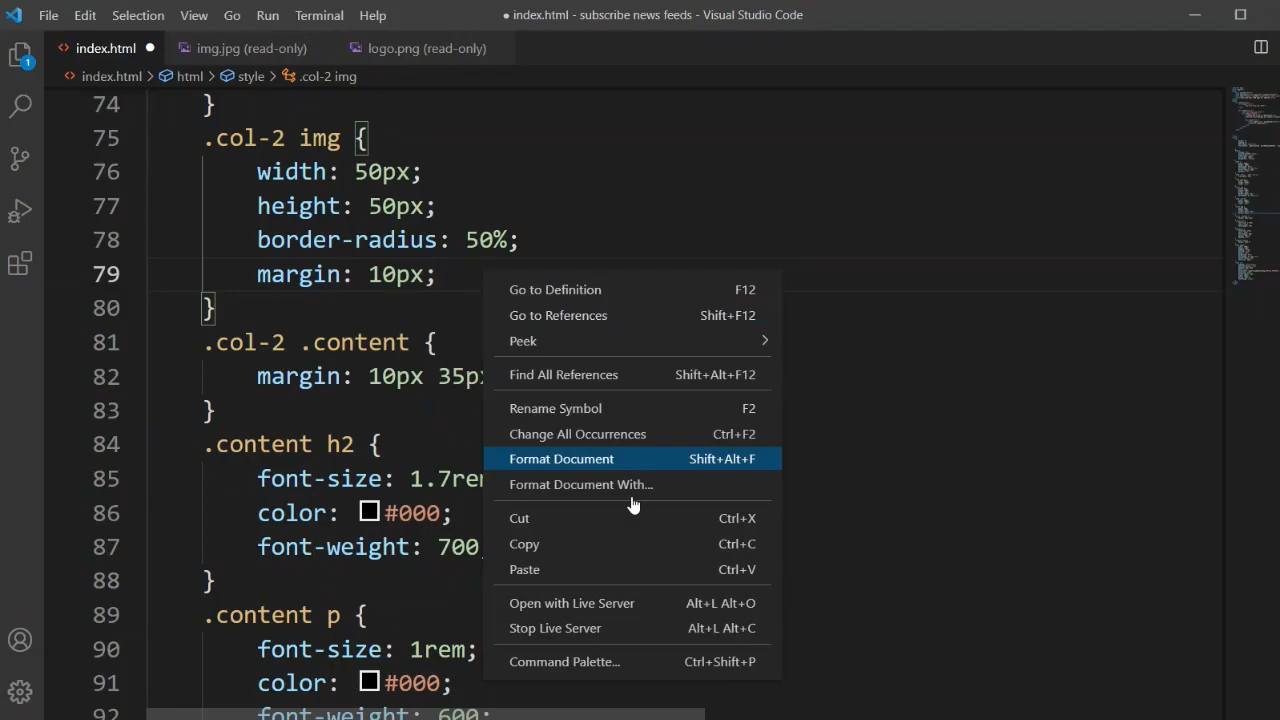 File Edit Selection View Go Run Terminal Help ● index.html - subscribe news feeds - Visual Studio Code
index.html ● img.jpg (read-only) logo.png (read-only)
index.html > html > style > .col-2 img
1
74 }
75 .col-2 img {
76 width: 50px;
77 height: 50px;
78 border-radius: 50%;
79 margin: 10px;
80 }
81 .col-2 .content {
82 margin: 10px 35px
83 }
84 .content h2 {
85 font-size: 1.7rem
86 color: #000;
87 font-weight: 700
88 }
89 .content p {
90 font-size: 1rem;
91 color: #000;
92 font-weight: 600;
Go to Definition F12
Go to References Shift+F12
Peek >
Find All References Shift+Alt+F12
Rename Symbol F2
Change All Occurrences Ctrl+F2
Format Document Shift+Alt+F
Format Document With...
Cut Ctrl+X
Copy Ctrl+C
Paste Ctrl+V
Open with Live Server Alt+L Alt+O
Stop Live Server Alt+L Alt+C
Command Palette... Ctrl+Shift+P